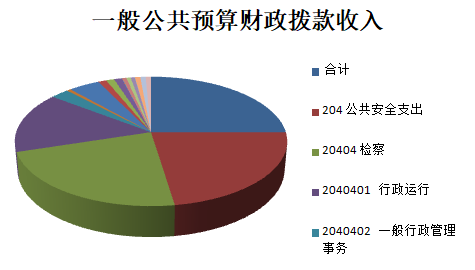 一般公共预算财政拨款收入
合计
204 公共安全支出
20404 检察
2040401 行政运行
2040402 一般行政管理
事务